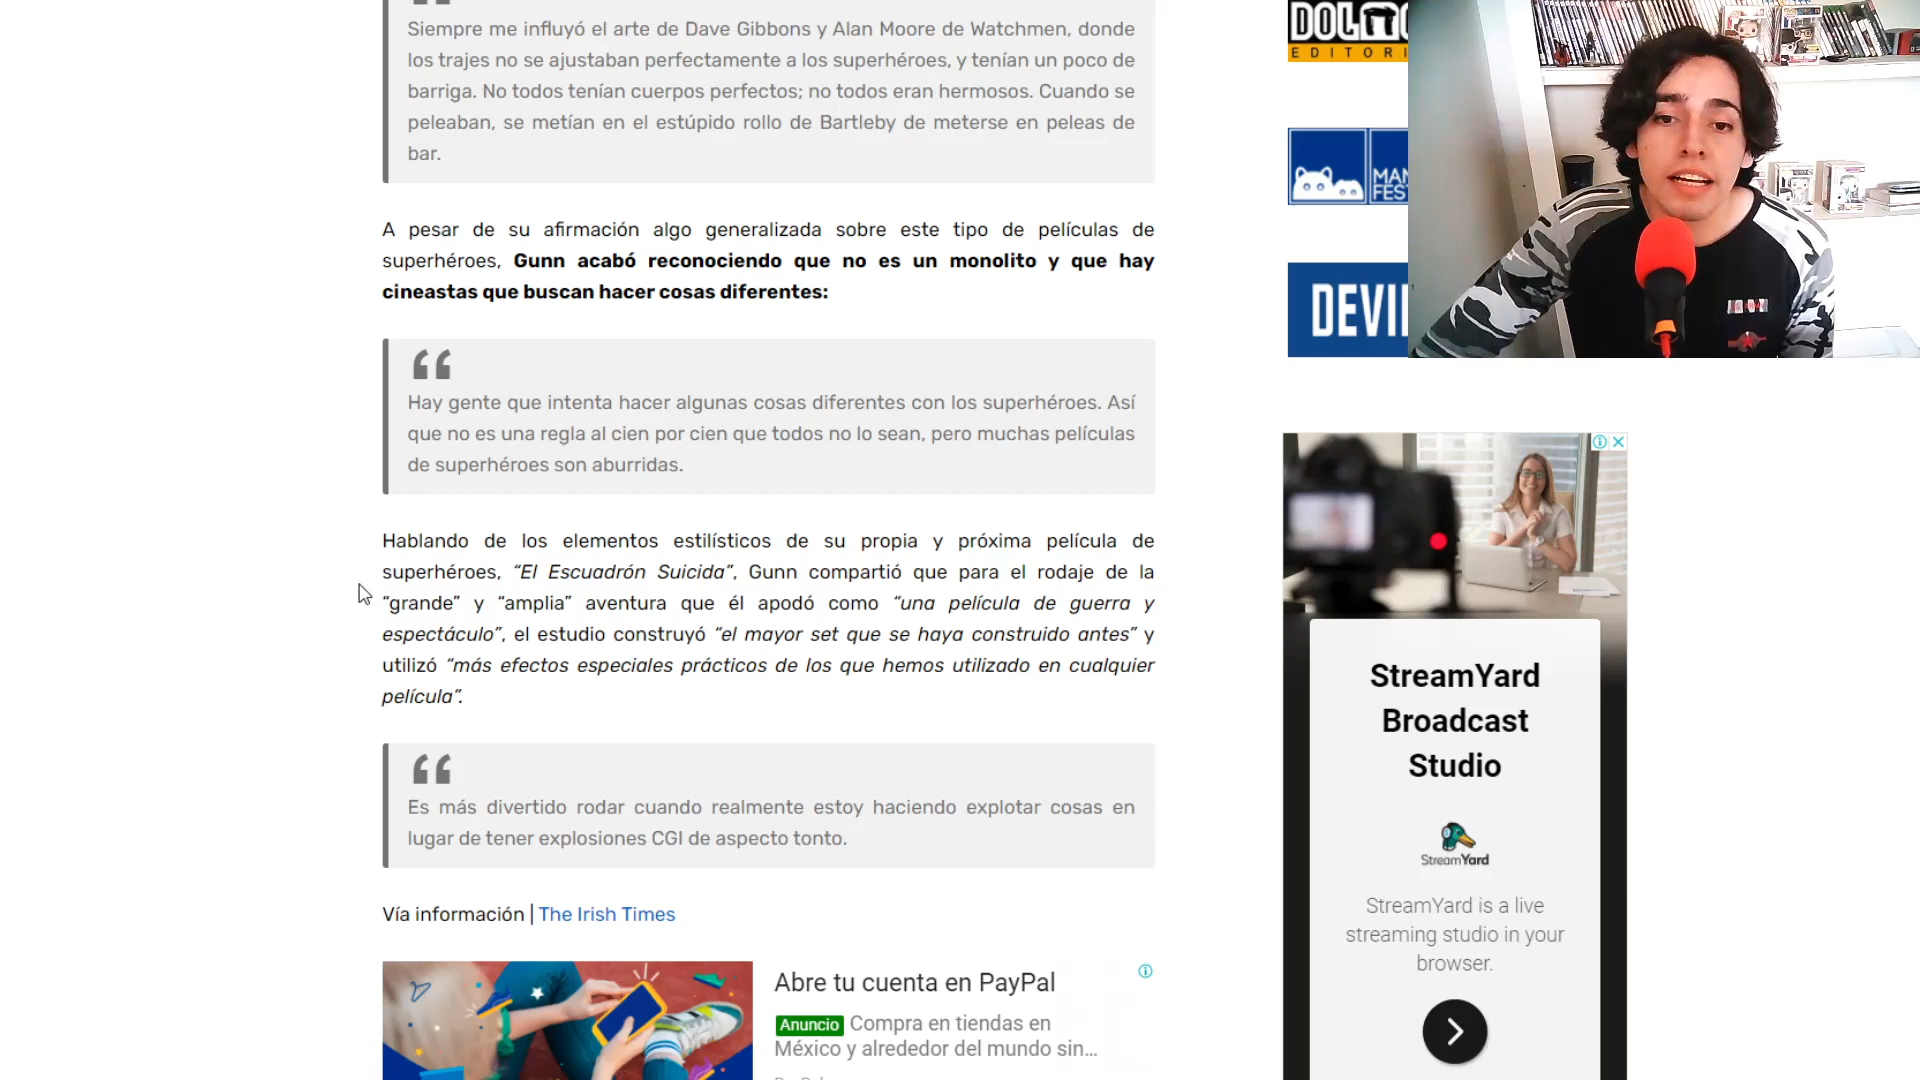 Siempre me influyó el arte de Dave Gibbons y Alan Moore de Watchmen, donde
los trajes no se ajustaban perfectamente a los superhéroes, y tenían un poco de
barriga. No todos tenían cuerpos perfectos; no todos eran hermosos. Cuando se
peleaban, se metían en el estúpido rollo de Bartleby de meterse en peleas de
bar.
A pesar de su afirmación algo generalizada sobre este tipo de películas de
superhéroes, Gunn acabó reconociendo que no es un monolito y que hay
cineastas que buscan hacer cosas diferentes:
“
Hay gente que intenta hacer algunas cosas diferentes con los superhéroes. Así
que no es una regla al cien por cien que todos no lo sean, pero muchas películas
de superhéroes son aburridas.
Hablando de los elementos estilísticos de su propia y próxima película de
superhéroes, “El Escuadrón Suicida”, Gunn compartió que para el rodaje de la
“grande” y “amplia” aventura que él apodó como “una película de guerra y
espectáculo”, el estudio construyó “el mayor set que se haya construido antes” y
utilizó “más efectos especiales prácticos de los que hemos utilizado en cualquier
película”.
“
Es más divertido rodar cuando realmente estoy haciendo explotar cosas en
lugar de tener explosiones CGI de aspecto tonto.
Vía información | The Irish Times
Abre tu cuenta en PayPal
Anuncio Compra en tiendas en
México y alrededor del mundo sin...
DOL
EDITORI
MAN
FES
DEVI
StreamYard
Broadcast
Studio
StreamYard
StreamYard is a live
streaming studio in your
browser.